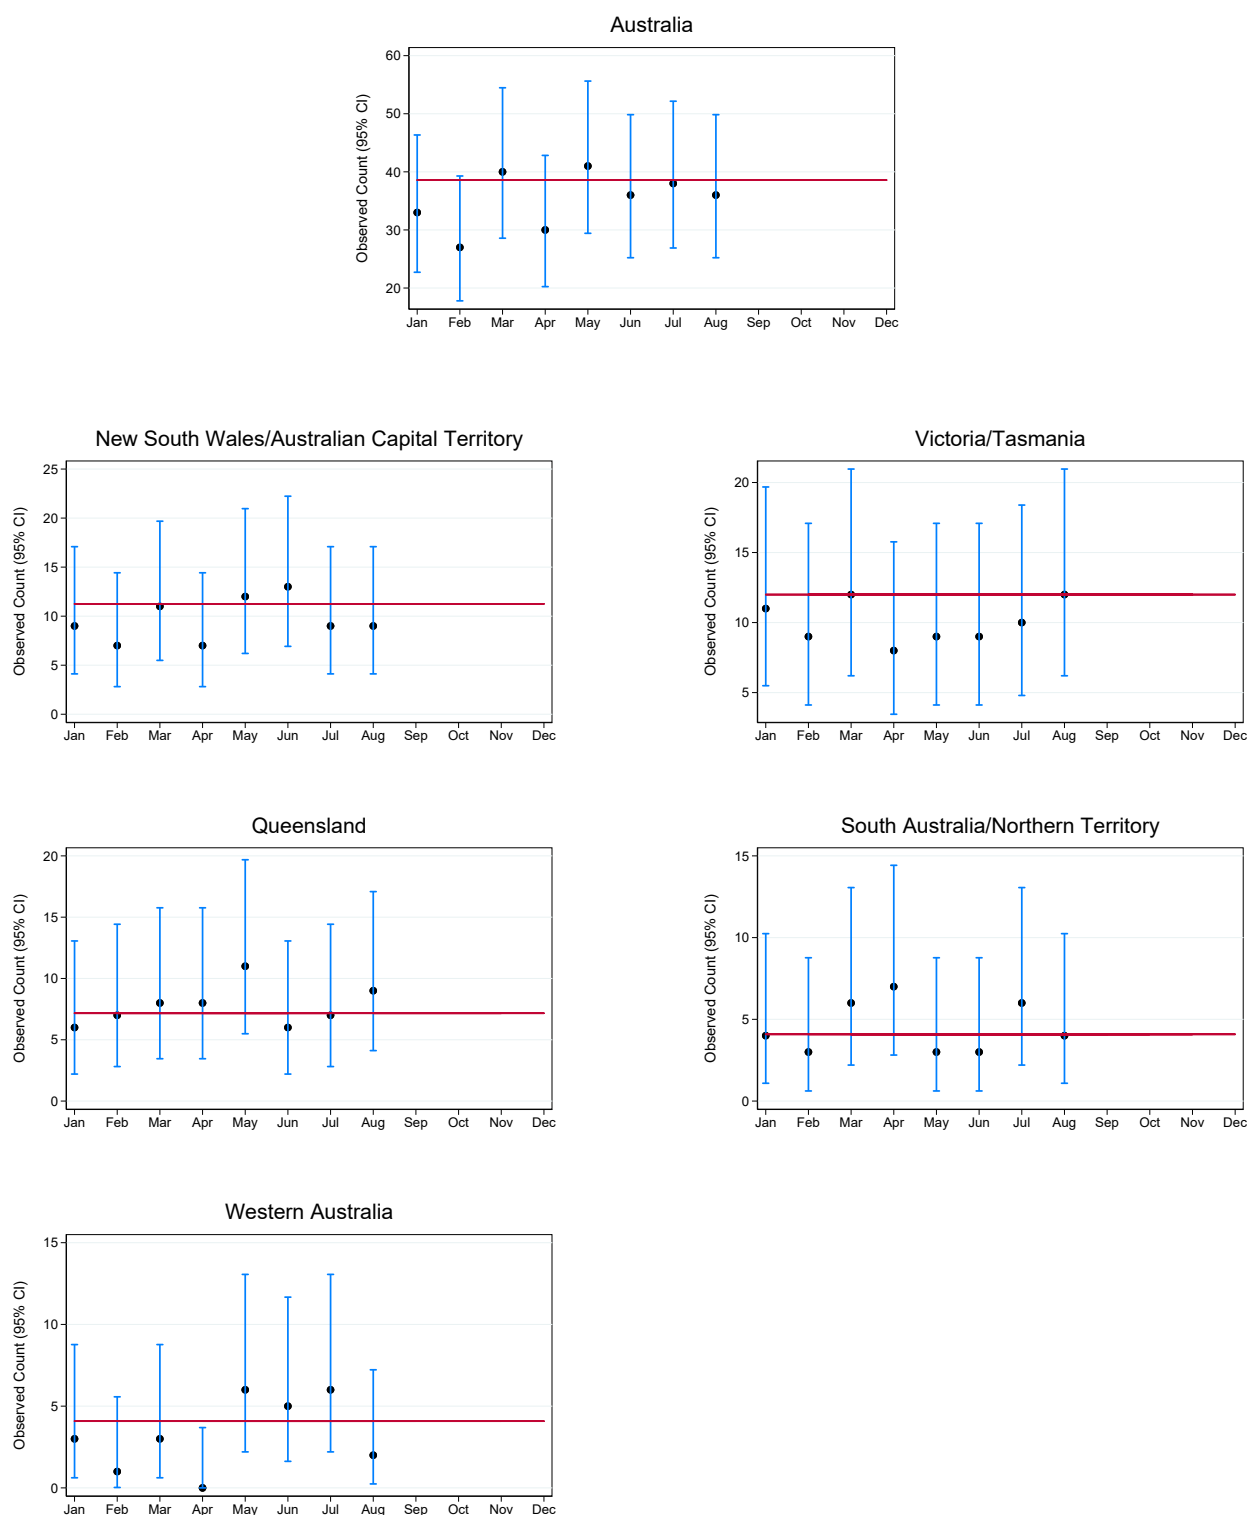 Australia
Observed Count (95% CI)
60
50
40
30
20
Jan Feb Mar Apr May Jun Jul Aug Sep Oct Nov Dec
New South Wales/Australian Capital Territory
Observed Count (95% CI)
25
20
15
10
5
0
Jan Feb Mar Apr May Jun Jul Aug Sep Oct Nov Dec
Victoria/Tasmania
Observed Count (95% CI)
20
15
10
5
Jan Feb Mar Apr May Jun Jul Aug Sep Oct Nov Dec
Queensland
Observed Count (95% CI)
20
15
10
5
0
Jan Feb Mar Apr May Jun Jul Aug Sep Oct Nov Dec
South Australia/Northern Territory
Observed Count (95% CI)
15
10
5
0
Jan Feb Mar Apr May Jun Jul Aug Sep Oct Nov Dec
Western Australia
Observed Count (95% CI)
15
10
5
0
Jan Feb Mar Apr May Jun Jul Aug Sep Oct Nov Dec